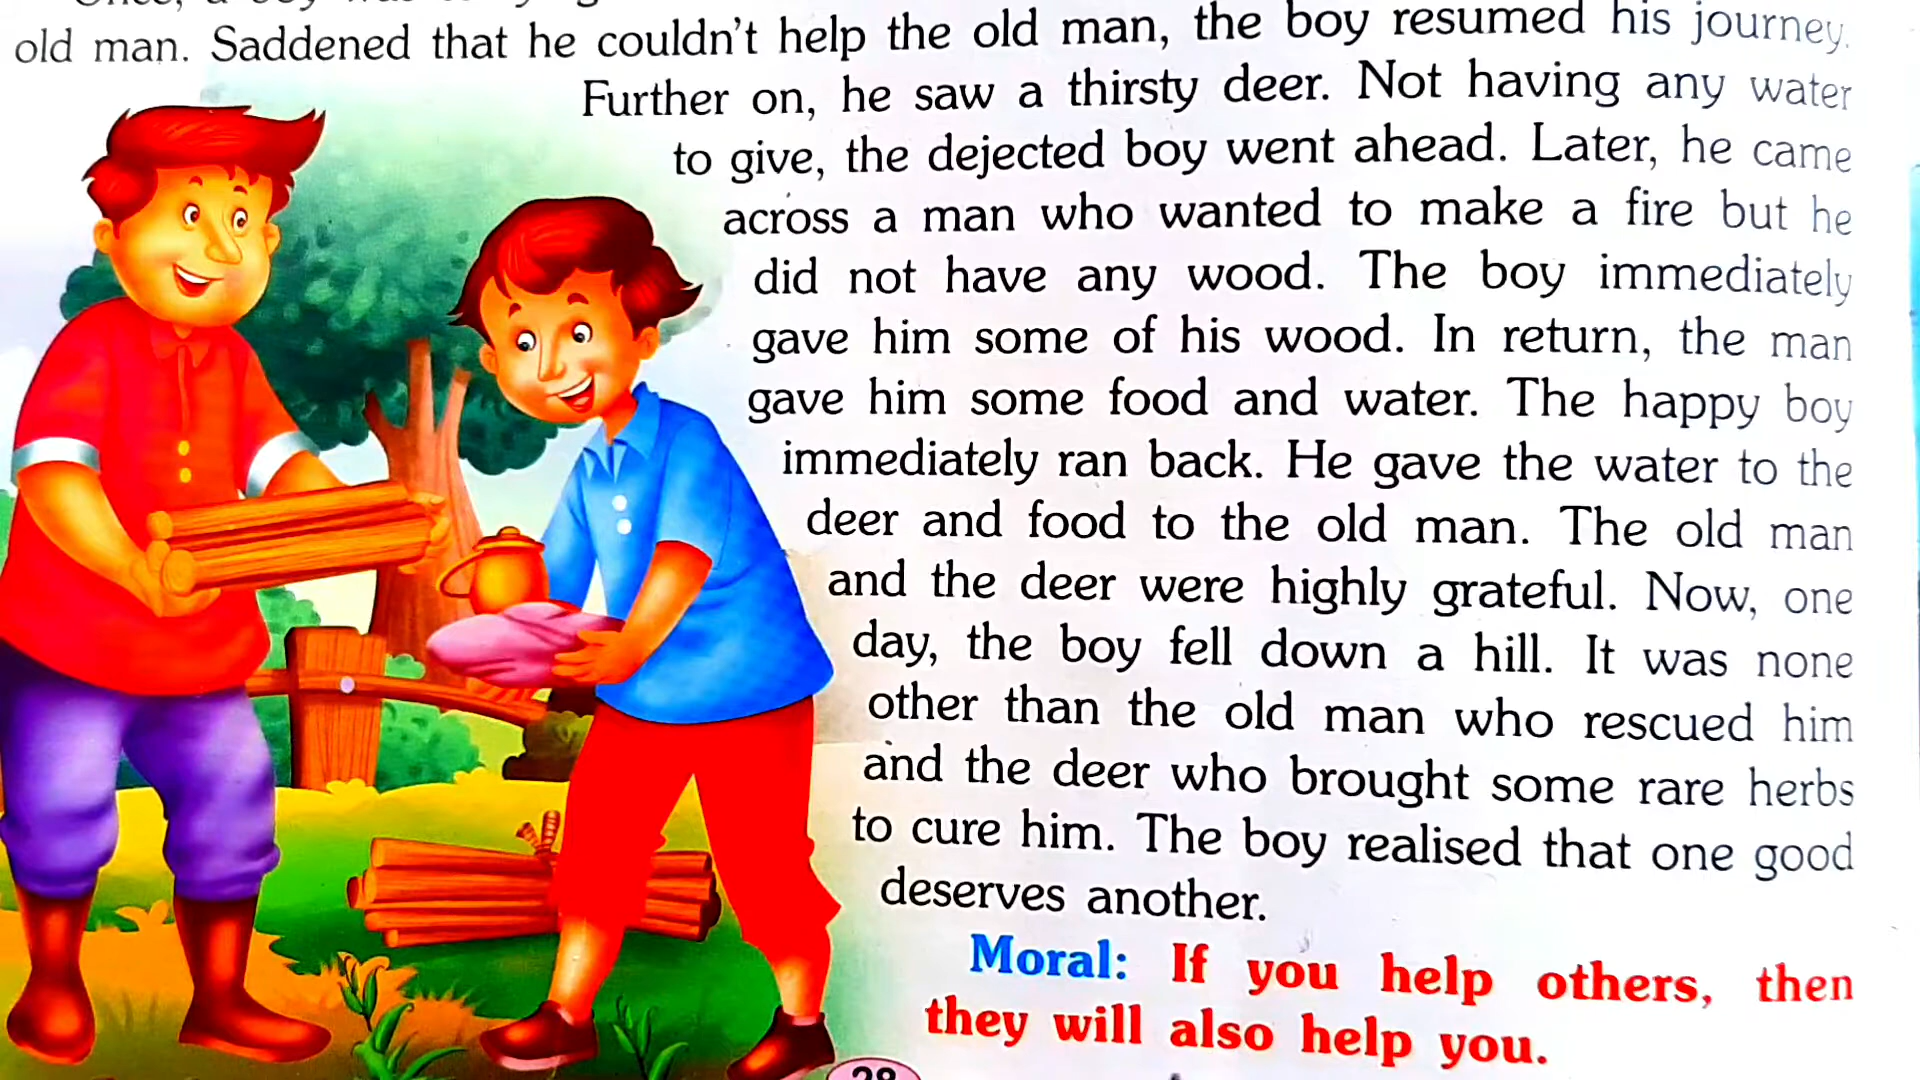 old man. Saddened that he couldn't help the old man, the boy resumed his journey.
Further on, he saw a thirsty deer. Not having any water
to give, the dejected boy went ahead. Later, he came
across a man who wanted to make a fire but he
did not have any wood. The boy immediately
gave him some of his wood. In return, the man
gave him some food and water. The happy boy
immediately ran back. He gave the water to the
deer and food to the old man. The old man
and the deer were highly grateful. Now, one
day, the boy fell down a hill. It was none
other than the old man who rescued him
and the deer who brought some rare herbs
to cure him. The boy realised that one good
deserves another.
Moral: If you help others, then
they will also help you.